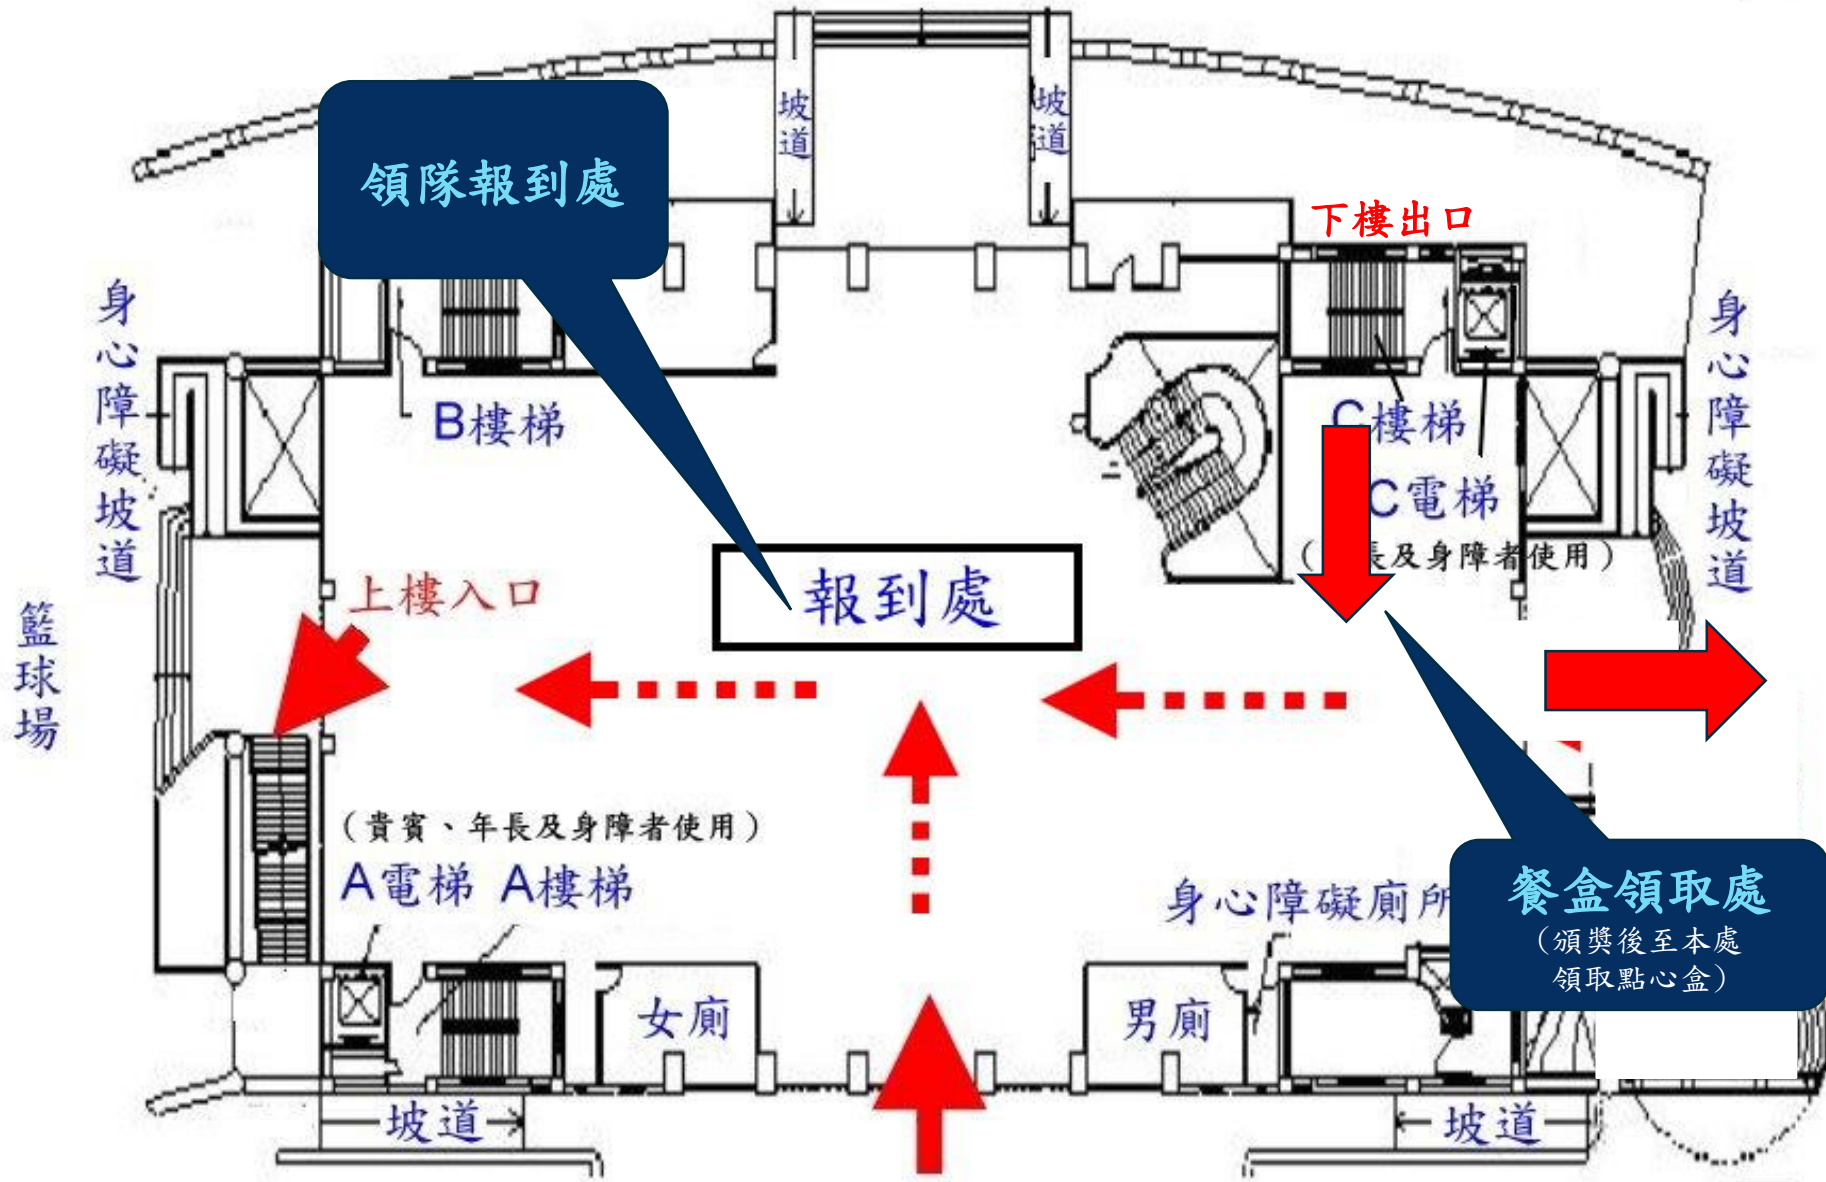 坡道
坡道
領隊報到處
下樓出口
身心障礙坡道
身心障礙坡道
B樓梯
C樓梯
C電梯
長及身障者使用）
報到處
上樓入口
籃球場
（貴賓、年長及身障者使用）
A電梯 A樓梯
身心障礙廁所
餐盒領取處
（頒獎後至本處
領取點心盒）
女廁
男廁
坡道
坡道